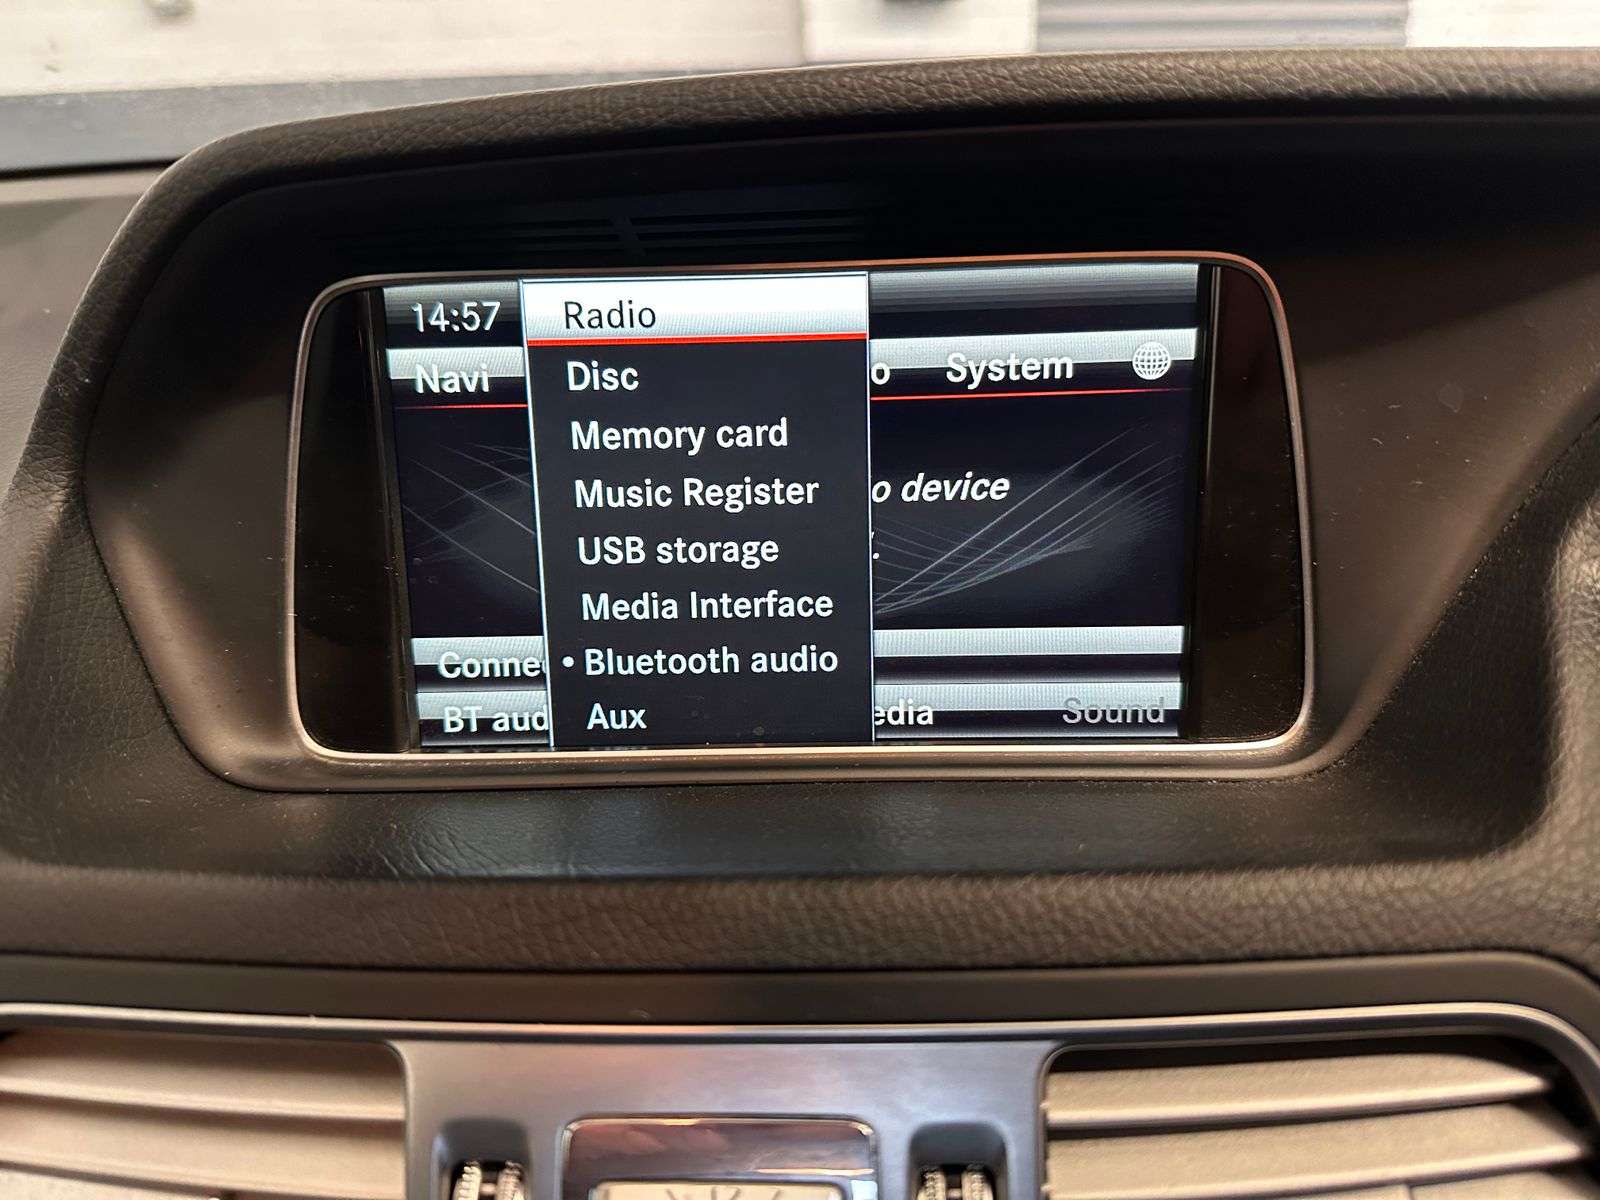 14:57
Radio
Navi
o
System
Disc
Memory card
Music Register
o device
USB storage
Media Interface
Conne
• Bluetooth audio
BT aud
Aux
edia
Sound